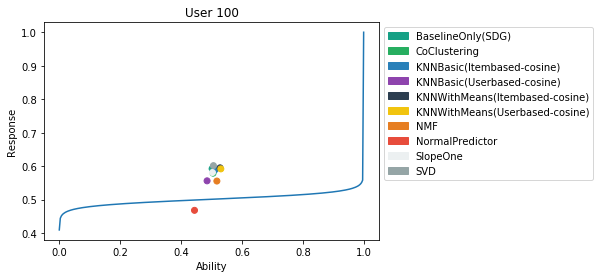 User 100
1.0
0.9
0.8
0.7
0.6
0.5
0.4
Response
0.0 0.2 0.4 0.6 0.8 1.0
Ability
BaselineOnly(SDG)
CoClustering
KNNBasic(Itembased-cosine)
KNNBasic(Userbased-cosine)
KNNWithMeans(Itembased-cosine)
KNNWithMeans(Userbased-cosine)
NMF
NormalPredictor
SlopeOne
SVD